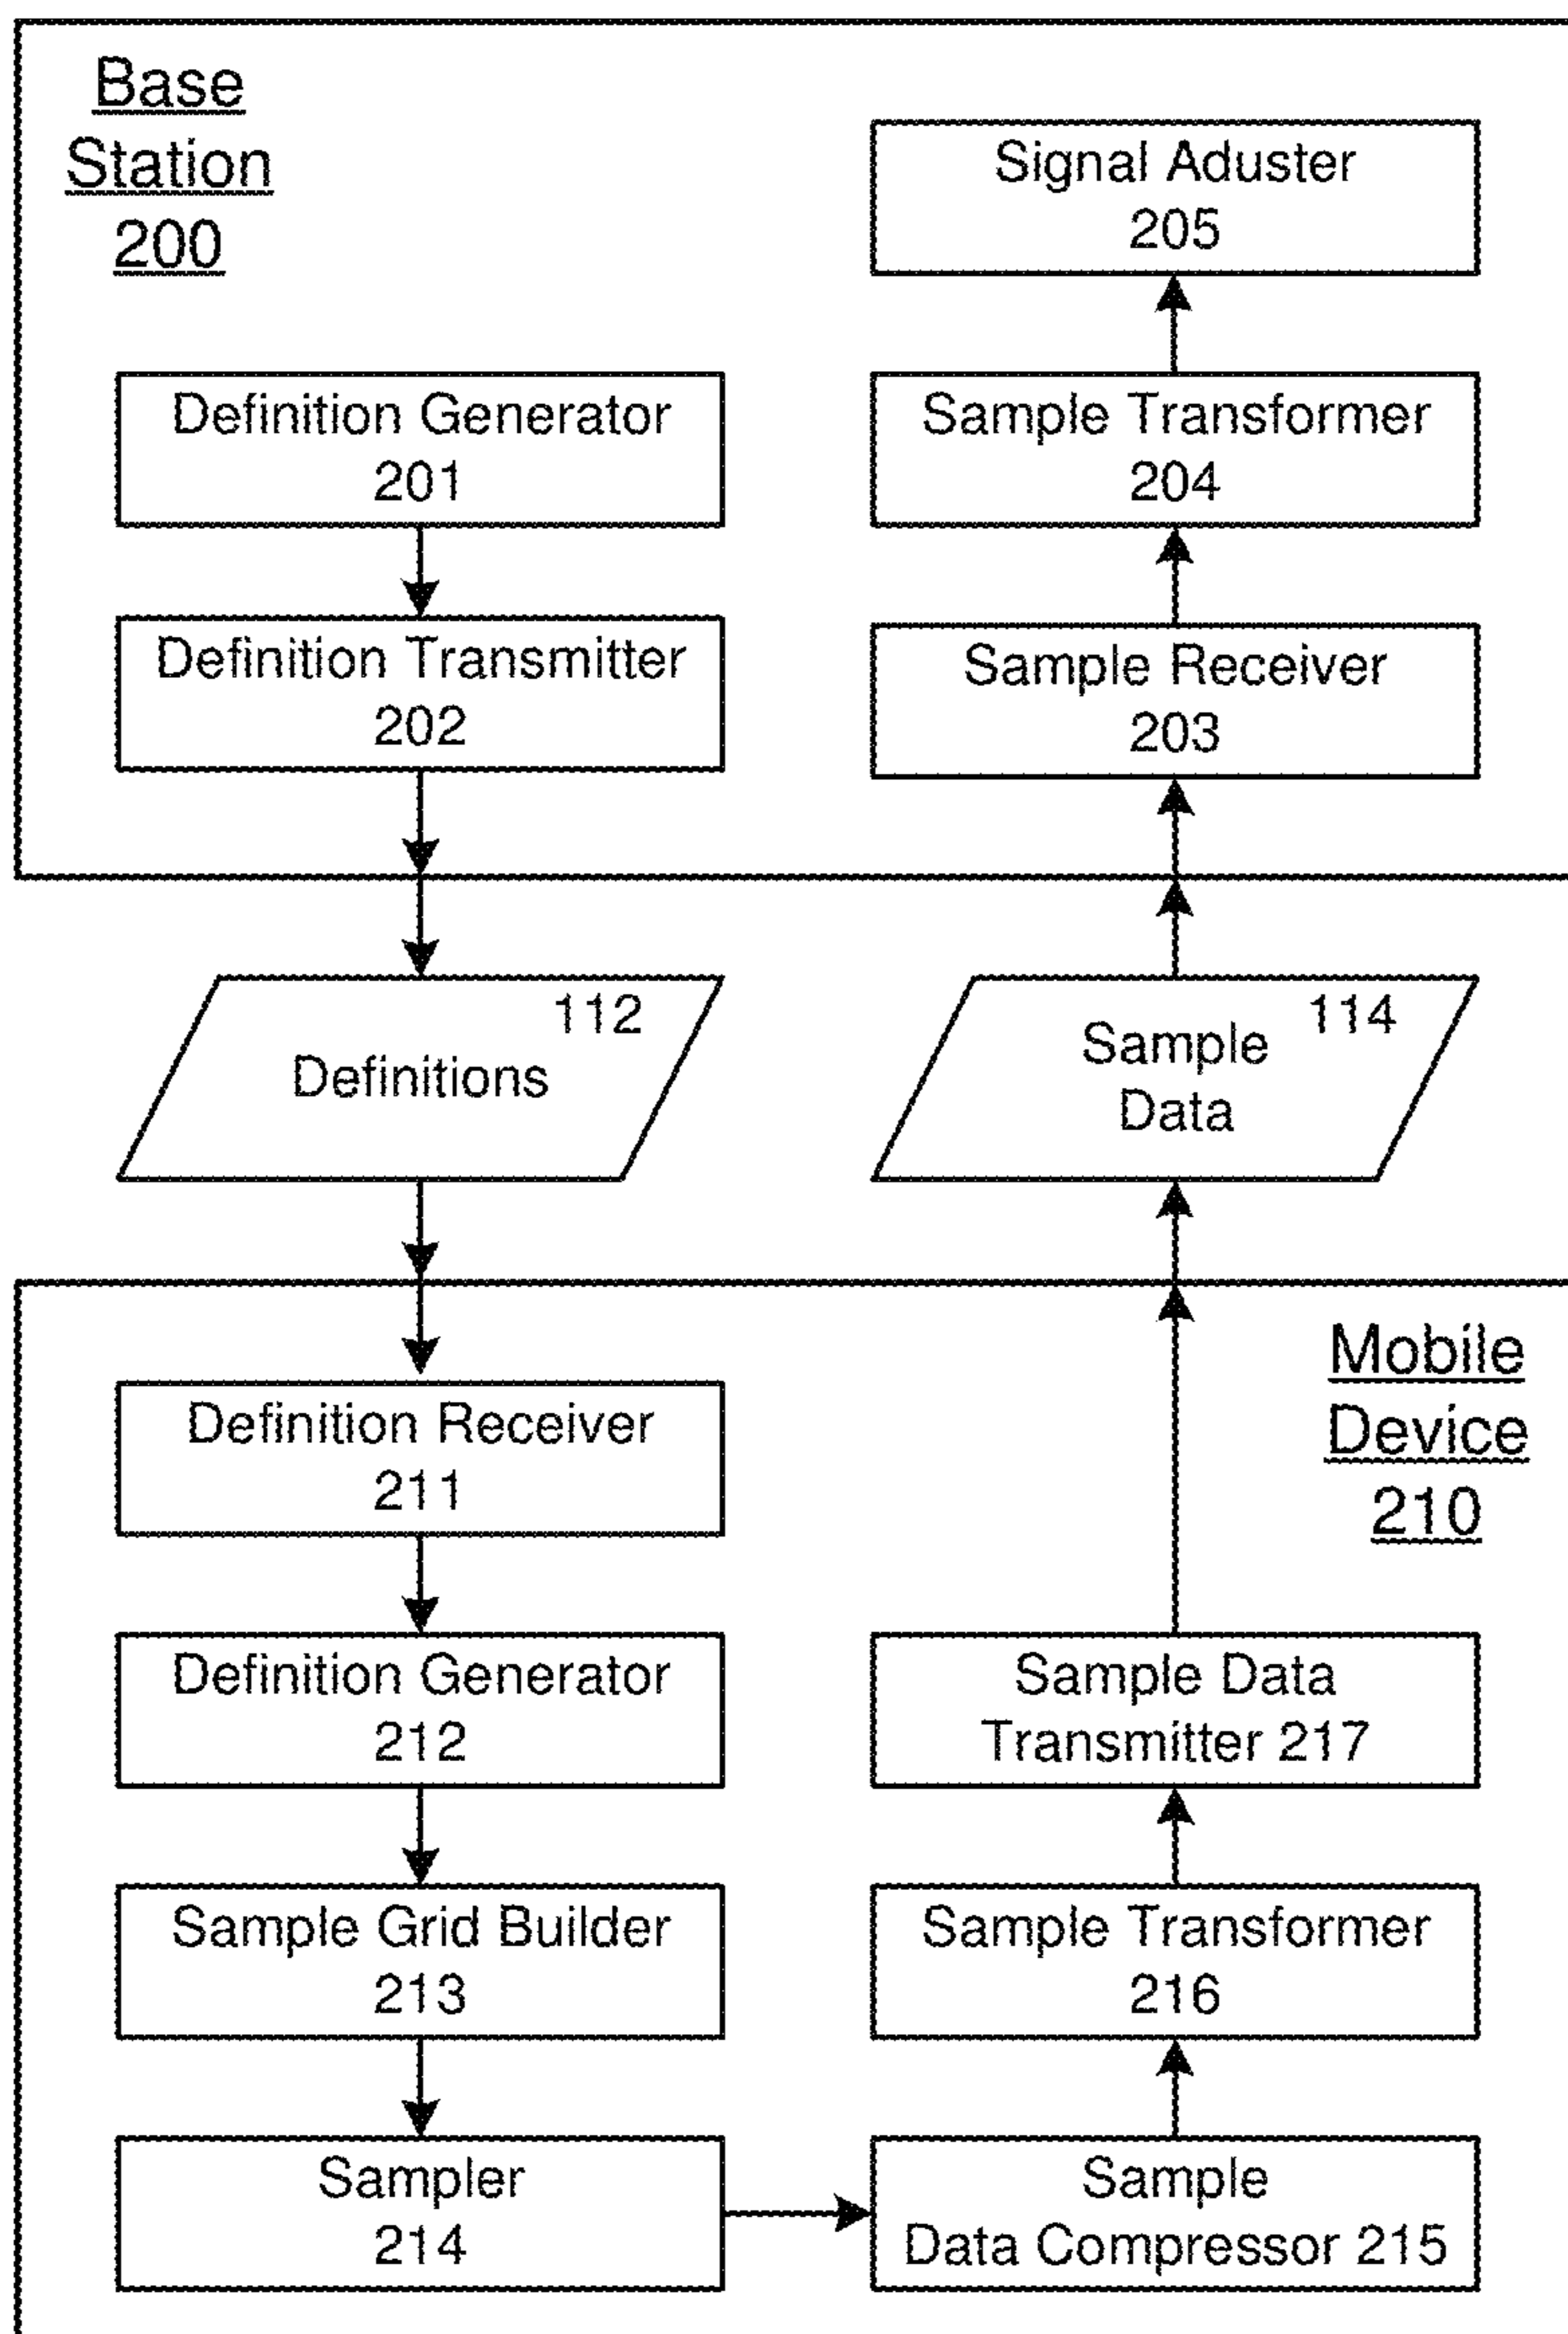 Base
Station
200
Signal Aduster
205
Definition Generator
201
Sample Transformer
204
Definition Transmitter
202
Sample Receiver
203
112
Definitions
114
Sample
Data
Mobile
Device
210
Definition Receiver
211
Definition Generator
212
Sample Data
Transmitter 217
Sample Grid Builder
213
Sample Transformer
216
Sampler
214
Sample
Data Compressor 215